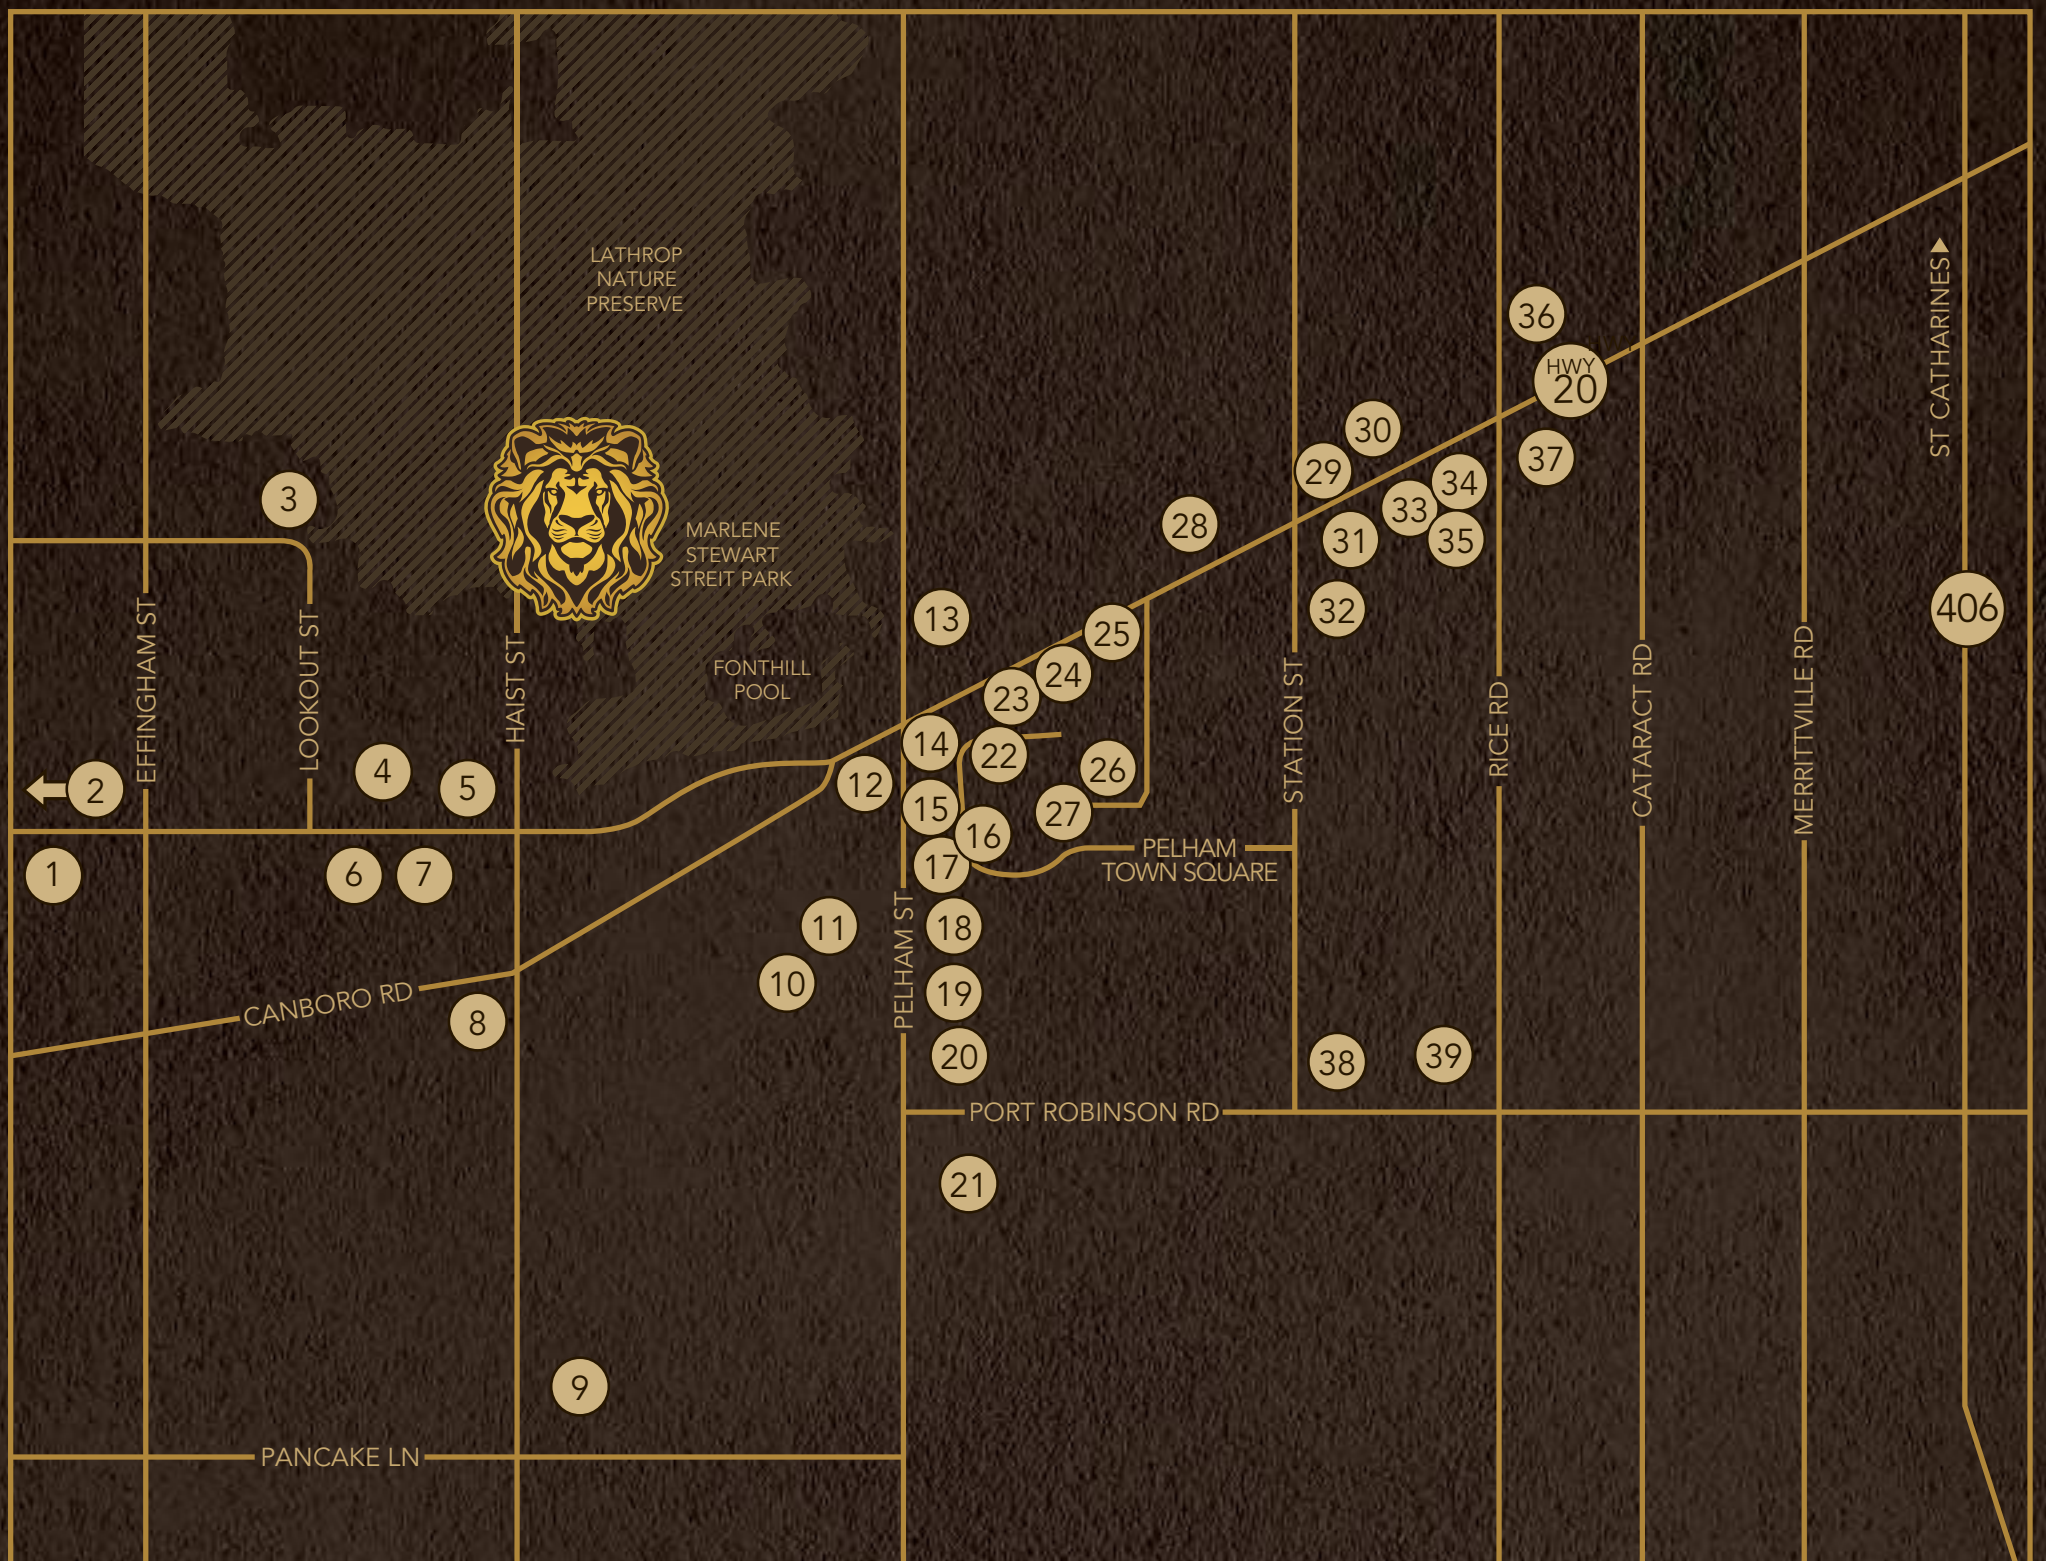 LATHROP
NATURE
PRESERVE
ST CATHARINES
36
HWY
20
30
29
37
34
3
33
28
31
35
MARLENE
STEWART
STREIT PARK
EFFINGHAM ST
LOOKOUT ST
HAIST ST
13
32
406
25
FONTHILL
POOL
24
23
STATION ST
RICE RD
CATARACT RD
MERRITTVILLE RD
14
22
26
2
4
5
12
15
27
16
PELHAM
TOWN SQUARE
1
6
7
17
PELHAM ST
11
18
10
19
CANBORO RD
8
20
38
39
PORT ROBINSON RD
21
9
PANCAKE LN